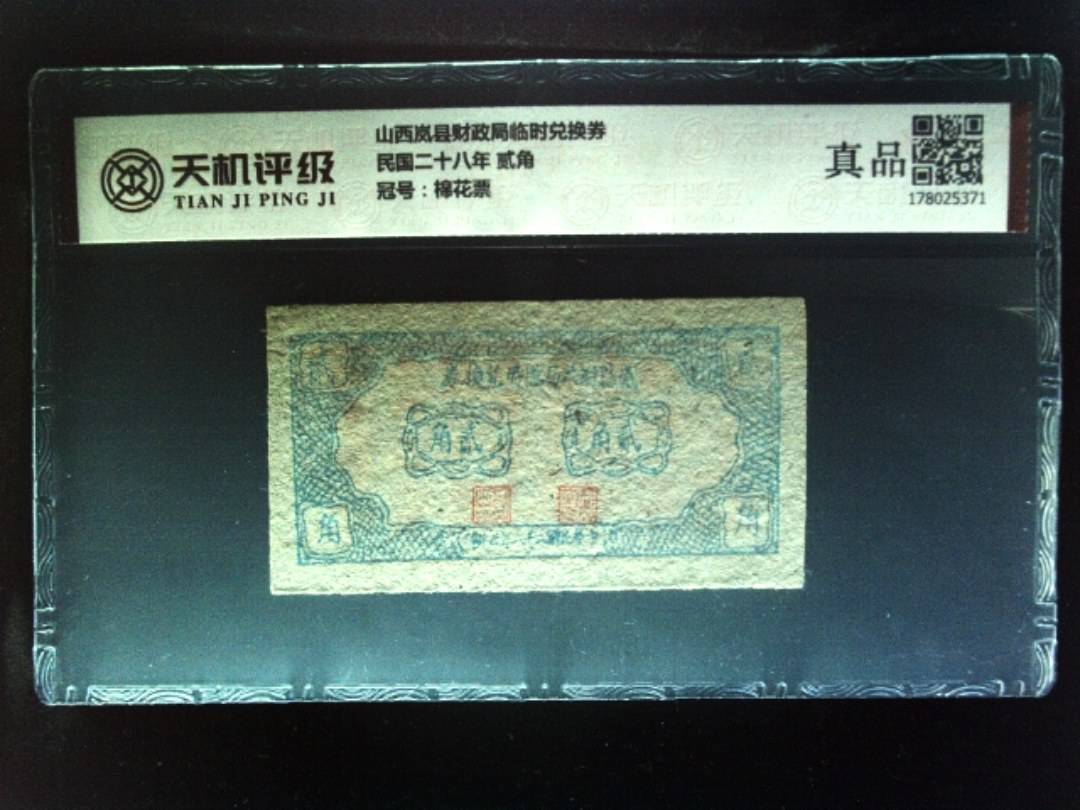 天机评级
TIAN JI PING JI
山西岚县财政局临时兑换券
民国二十八年 贰角
冠号：棉花票
真品
178025371
角贰
角贰
角
角